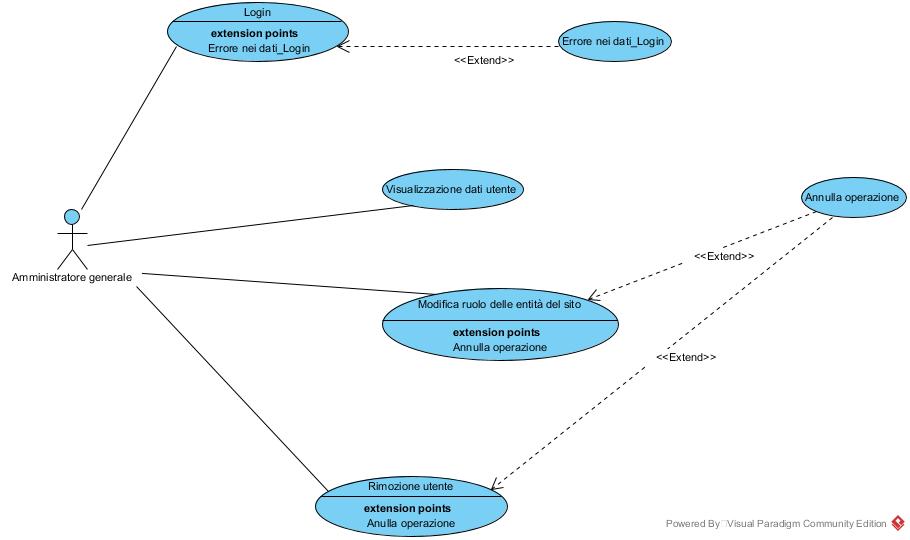 Login
extension points
Errore nei dati_Login
Errore nei dati_Login
<<Extend>>
Visualizzazione dati utente
Annulla operazione
<<Extend>>
Amministratore generale
Modifica ruolo delle entità del sito
extension points
Annulla operazione
<<Extend>>
Rimozione utente
extension points
Anulla operazione
Powered By Visual Paradigm Community Edition